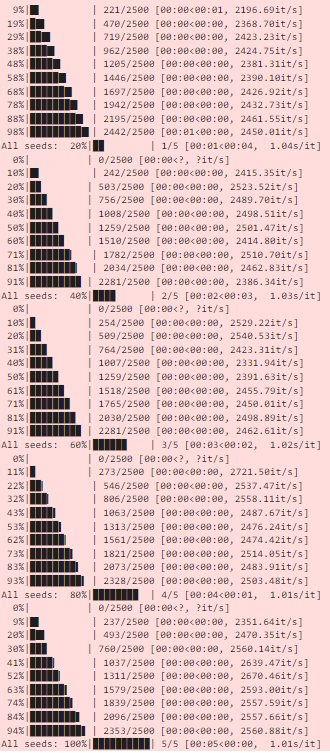 9%|█▍ | 221/2500 [00:00<00:01, 2196.69it/s]
19%|██▍ | 470/2500 [00:00<00:00, 2368.70it/s]
29%|███▍ | 719/2500 [00:00<00:00, 2423.23it/s]
38%|████▍ | 962/2500 [00:00<00:00, 2424.75it/s]
48%|█████▍ | 1205/2500 [00:00<00:00, 2381.31it/s]
58%|██████▍ | 1446/2500 [00:00<00:00, 2390.10it/s]
68%|███████▍ | 1697/2500 [00:00<00:00, 2426.92it/s]
78%|████████▍ | 1942/2500 [00:00<00:00, 2432.73it/s]
88%|█████████▍| 2195/2500 [00:00<00:00, 2461.55it/s]
98%|██████████| 2442/2500 [00:01<00:00, 2450.01it/s]
All seeds: 20%|██ | 1/5 [00:01<00:04, 1.04s/it]
0%| | 0/2500 [00:00<?, ?it/s]
10%|█▍ | 242/2500 [00:00<00:00, 2415.35it/s]
20%|██ | 503/2500 [00:00<00:00, 2523.52it/s]
30%|███ | 756/2500 [00:00<00:00, 2489.70it/s]
40%|████ | 1008/2500 [00:00<00:00, 2498.51it/s]
50%|█████ | 1259/2500 [00:00<00:00, 2501.47it/s]
60%|██████ | 1510/2500 [00:00<00:00, 2414.80it/s]
71%|███████ | 1782/2500 [00:00<00:00, 2510.70it/s]
81%|████████ | 2034/2500 [00:00<00:00, 2462.83it/s]
91%|█████████ | 2281/2500 [00:00<00:00, 2386.34it/s]
All seeds: 40%|████ | 2/5 [00:02<00:03, 1.03s/it]
0%| | 0/2500 [00:00<?, ?it/s]
10%|█ | 254/2500 [00:00<00:00, 2529.22it/s]
20%|██ | 509/2500 [00:00<00:00, 2540.53it/s]
31%|███ | 764/2500 [00:00<00:00, 2423.31it/s]
40%|████ | 1007/2500 [00:00<00:00, 2331.94it/s]
50%|█████ | 1259/2500 [00:00<00:00, 2391.63it/s]
61%|██████ | 1518/2500 [00:00<00:00, 2455.79it/s]
71%|███████ | 1765/2500 [00:00<00:00, 2450.01it/s]
81%|████████ | 2030/2500 [00:00<00:00, 2498.89it/s]
91%|█████████ | 2281/2500 [00:00<00:00, 2462.61it/s]
All seeds: 60%|██████ | 3/5 [00:03<00:02, 1.02s/it]
0%| | 0/2500 [00:00<?, ?it/s]
11%|█ | 273/2500 [00:00<00:00, 2721.50it/s]
22%|██▏ | 546/2500 [00:00<00:00, 2537.47it/s]
32%|███▏ | 806/2500 [00:00<00:00, 2558.11it/s]
43%|████▎ | 1063/2500 [00:00<00:00, 2487.67it/s]
53%|█████▎ | 1313/2500 [00:00<00:00, 2476.24it/s]
62%|██████▏ | 1561/2500 [00:00<00:00, 2474.42it/s]
73%|███████▎ | 1821/2500 [00:00<00:00, 2514.05it/s]
83%|████████▎ | 2073/2500 [00:00<00:00, 2483.91it/s]
93%|█████████▎| 2328/2500 [00:00<00:00, 2503.48it/s]
All seeds: 80%|████████ | 4/5 [00:04<00:01, 1.01s/it]
0%| | 0/2500 [00:00<?, ?it/s]
9%|█▍ | 237/2500 [00:00<00:00, 2351.64it/s]
20%|██ | 493/2500 [00:00<00:00, 2470.35it/s]
30%|███ | 760/2500 [00:00<00:00, 2560.14it/s]
41%|████▏ | 1037/2500 [00:00<00:00, 2639.47it/s]
52%|█████▏ | 1311/2500 [00:00<00:00, 2670.46it/s]
63%|██████▎ | 1579/2500 [00:00<00:00, 2593.00it/s]
74%|███████▎ | 1839/2500 [00:00<00:00, 2557.59it/s]
84%|████████▍ | 2096/2500 [00:00<00:00, 2557.66it/s]
94%|█████████▍| 2353/2500 [00:00<00:00, 2560.88it/s]
All seeds: 100%|██████████| 5/5 [00:05<00:00, 1.01s/it]